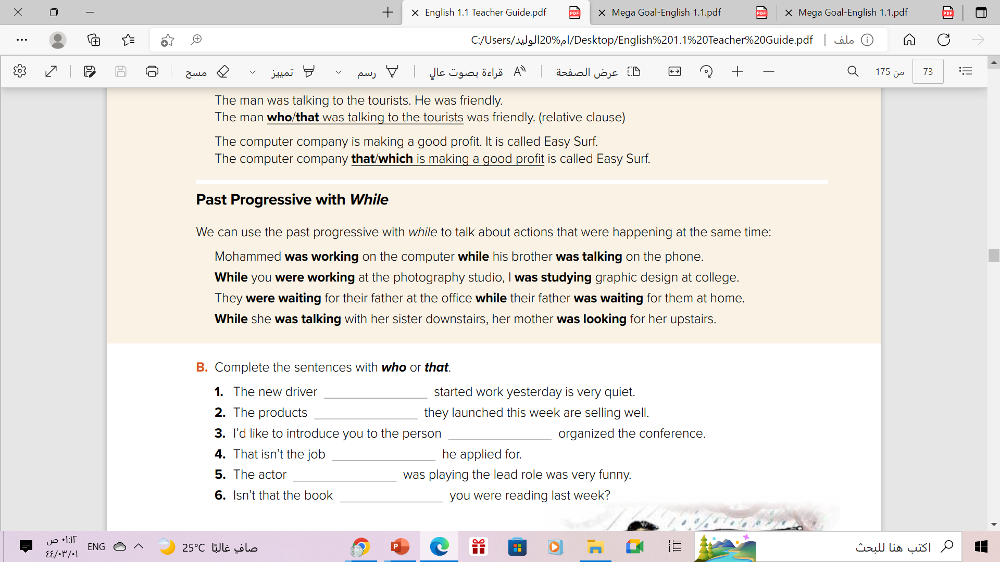 English 1.1 Teacher Guide.pdf
Mega Goal-English 1.1.pdf
Mega Goal-English 1.1.pdf
ملف
C:/Users/ام%20الوليد/Desktop/English%201.1%20Teacher%20Guide.pdf
73
من 175
عرض الصفحة
قراءة بصوت عالٍ
رسم
تمييز
مسح
The man was talking to the tourists. He was friendly.
The man who/that was talking to the tourists was friendly. (relative clause)
The computer company is making a good profit. It is called Easy Surf.
The computer company that/which is making a good profit is called Easy Surf.
Past Progressive with While
We can use the past progressive with while to talk about actions that were happening at the same time:
Mohammed was working on the computer while his brother was talking on the phone.
While you were working at the photography studio, I was studying graphic design at college.
They were waiting for their father at the office while their father was waiting for them at home.
While she was talking with her sister downstairs, her mother was looking for her upstairs.
B. Complete the sentences with who or that.
1. The new driver ______________ started work yesterday is very quiet.
2. The products ______________ they launched this week are selling well.
3. I'd like to introduce you to the person ______________ organized the conference.
4. That isn't the job ______________ he applied for.
5. The actor ______________ was playing the lead role was very funny.
6. Isn't that the book ______________ you were reading last week?
اكتب هنا للبحث
25°C صافٍ غالبًا
ENG
٠١:١٢ ص
٤٤/٠٣/٠١